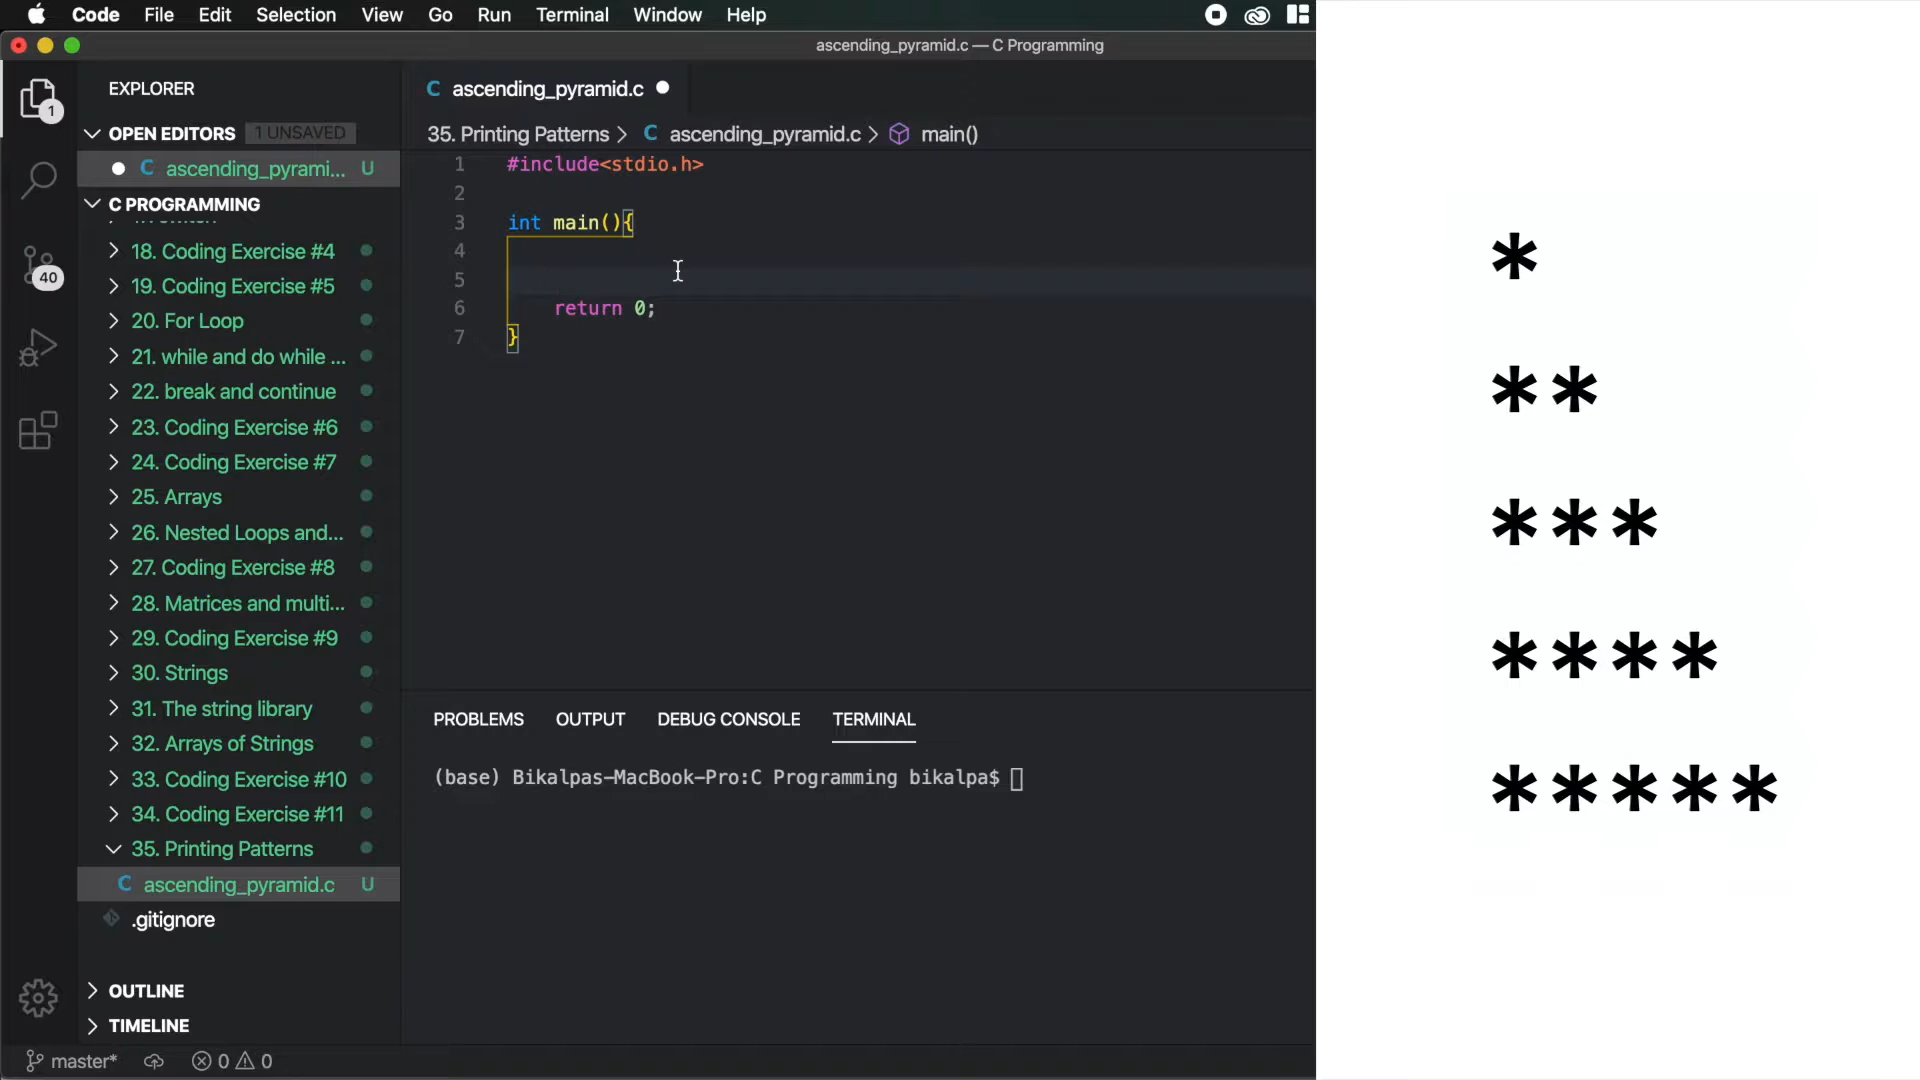 Code File Edit Selection View Go Run Terminal Window Help
ascending_pyramid.c — C Programming
EXPLORER
OPEN EDITORS 1 UNSAVED
C ascending_pyrami... U
C PROGRAMMING
18. Coding Exercise #4
19. Coding Exercise #5
20. For Loop
21. while and do while ...
22. break and continue
23. Coding Exercise #6
24. Coding Exercise #7
25. Arrays
26. Nested Loops and...
27. Coding Exercise #8
28. Matrices and multi...
29. Coding Exercise #9
30. Strings
31. The string library
32. Arrays of Strings
33. Coding Exercise #10
34. Coding Exercise #11
35. Printing Patterns
C ascending_pyramid.c U
.gitignore
OUTLINE
TIMELINE
1
40
C ascending_pyramid.c
35. Printing Patterns > C ascending_pyramid.c > main()
1 #include<stdio.h>
2
3 int main(){
4
5
6 return 0;
7 }
PROBLEMS OUTPUT DEBUG CONSOLE TERMINAL
(base) Bikalpas-MacBook-Pro:C Programming bikalpa$
master* 0 0
*
**
***
****
*****